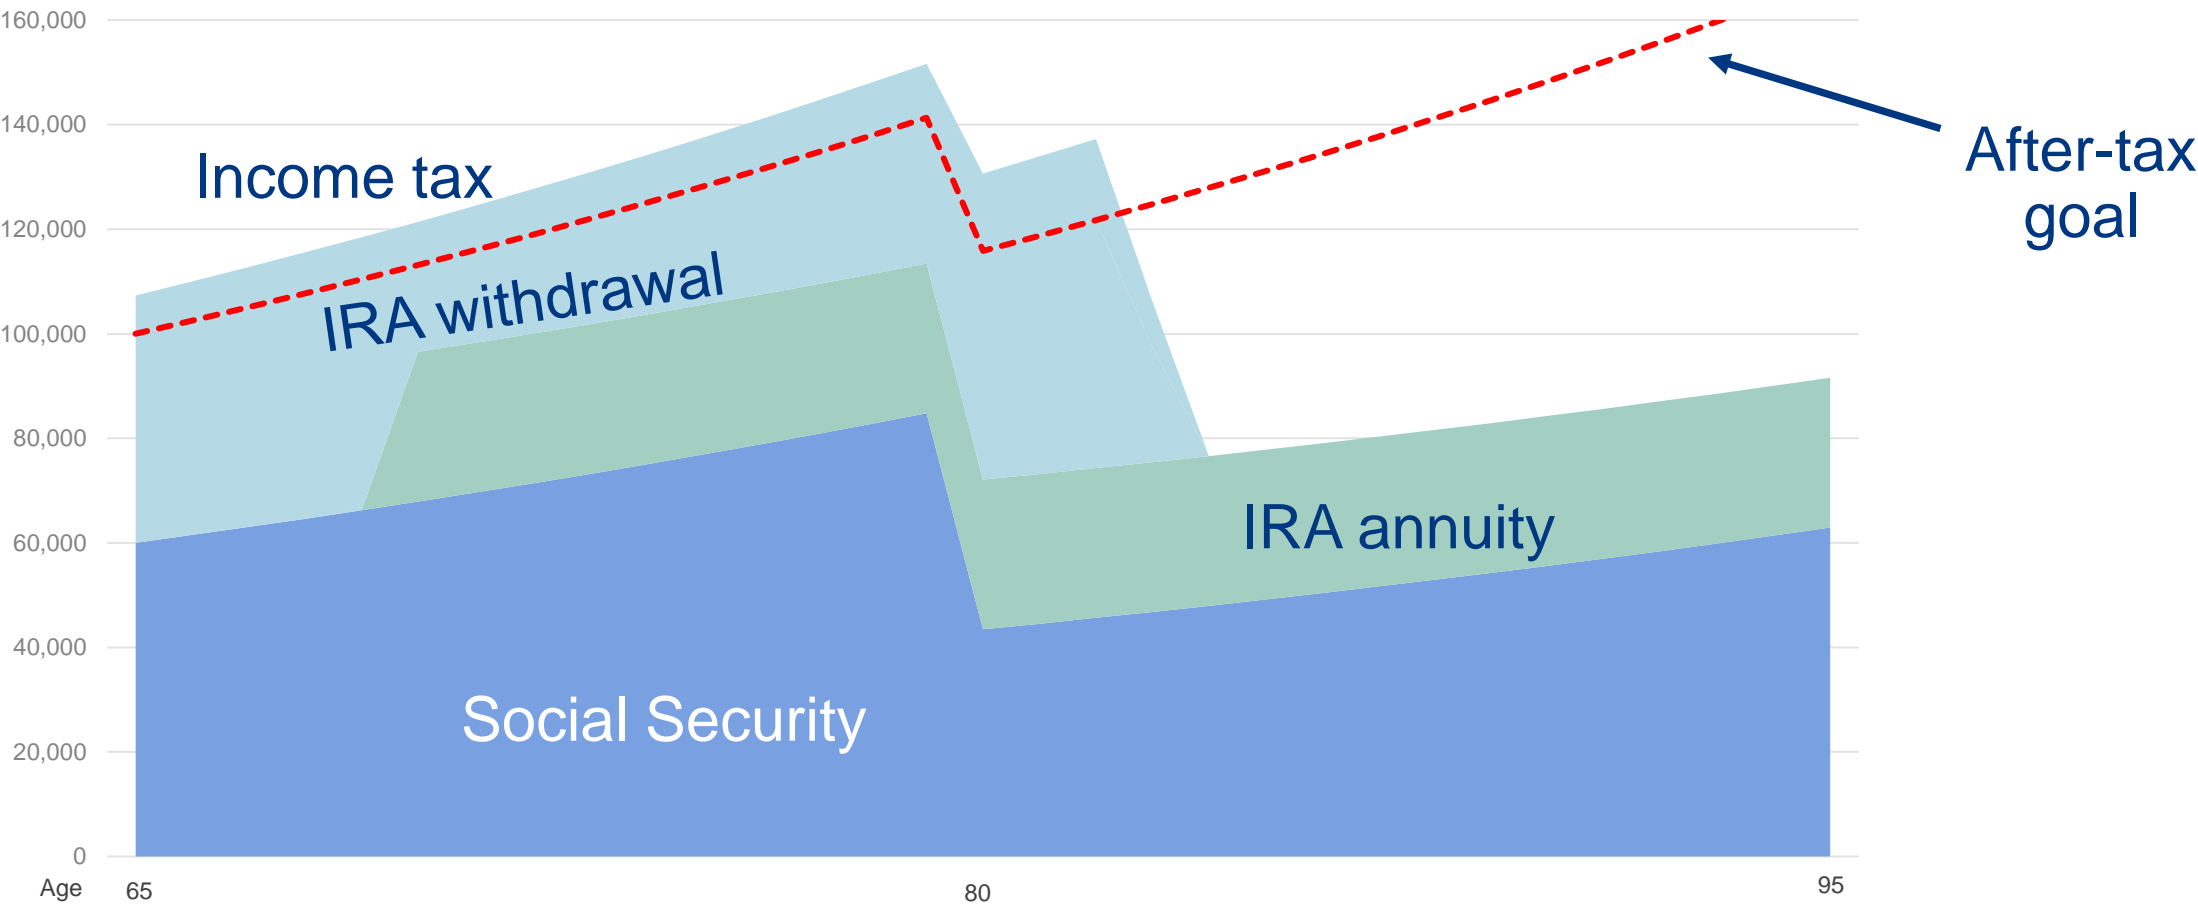 160,000
140,000
120,000
100,000
80,000
60,000
40,000
20,000
0
Income tax
IRA withdrawal
After-tax
goal
IRA annuity
Social Security
Age
65
80
95